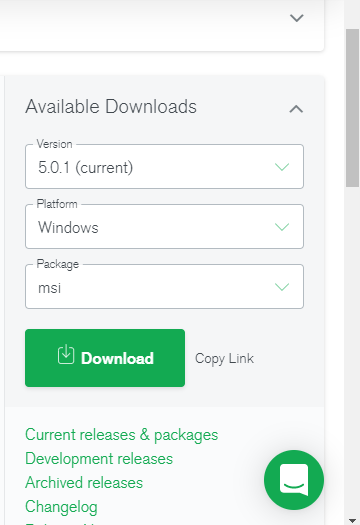 Available Downloads
Version
5.0.1 (current)
Platform
Windows
Package
msi
Download Copy Link
Current releases & packages
Development releases
Archived releases
Changelog